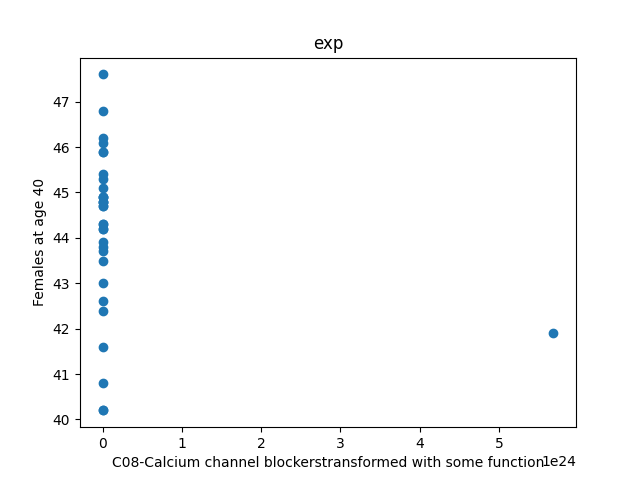 exp
Females at age 40
47
46
45
44
43
42
41
40
0 1 2 3 4 5
1e24
C08-Calcium channel blockerstransformed with some function